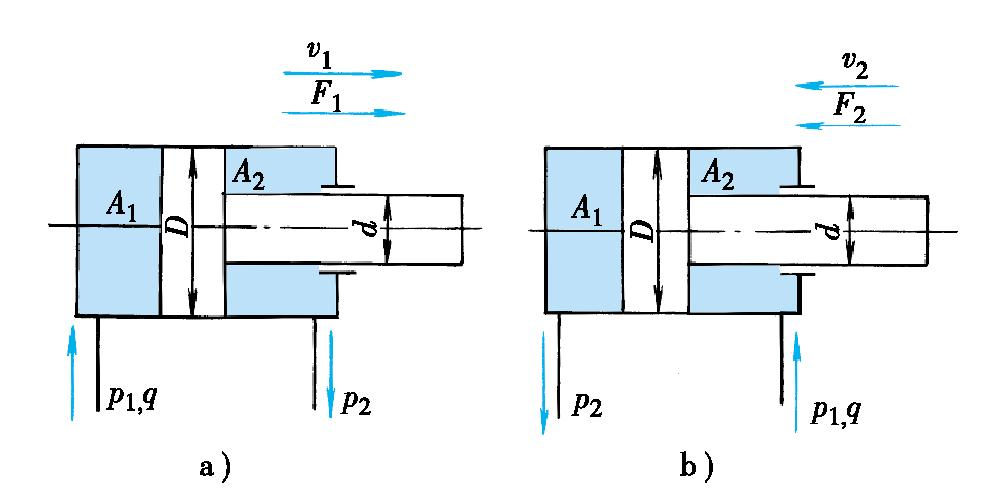 v₁
F₁
A₁
A₂
D
d
p₁,q
p₂
a)
v₂
F₂
A₁
A₂
D
d
p₂
p₁,q
b)